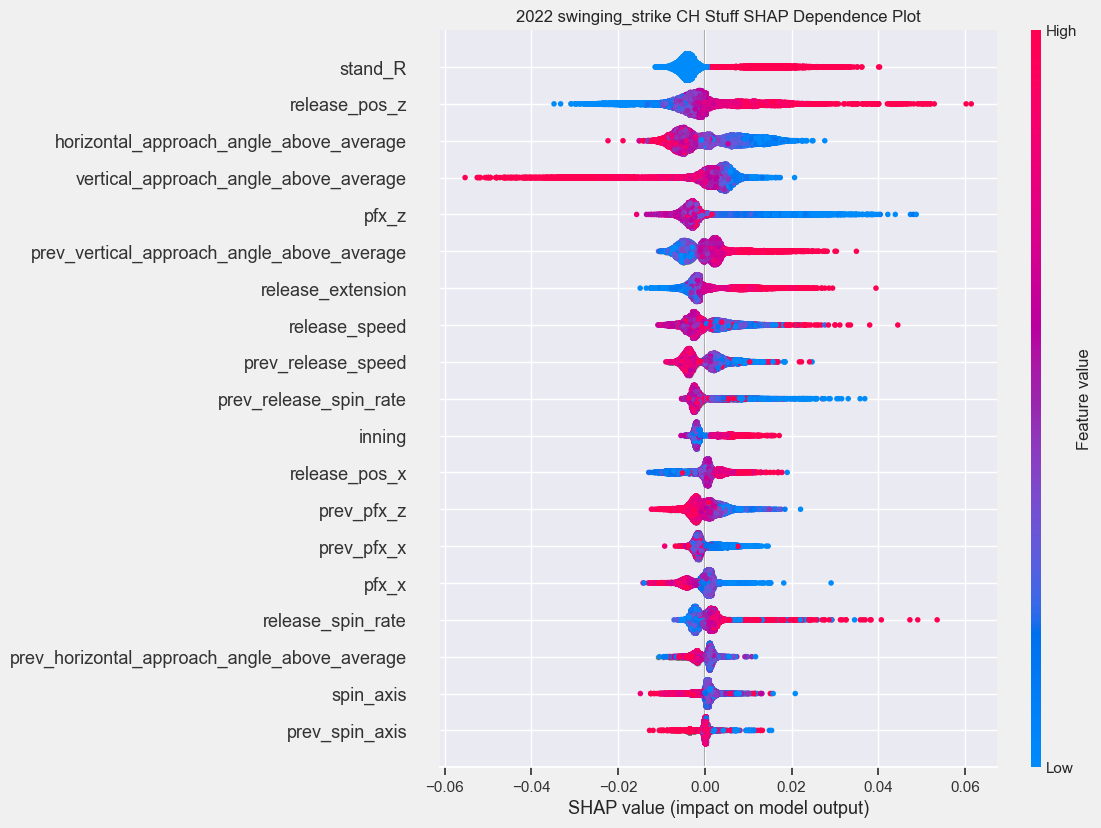 2022 swinging_strike CH Stuff SHAP Dependence Plot
High
stand_R
release_pos_z
horizontal_approach_angle_above_average
vertical_approach_angle_above_average
pfx_z
prev_vertical_approach_angle_above_average
release_extension
release_speed
prev_release_speed
prev_release_spin_rate
inning
release_pos_x
prev_pfx_z
prev_pfx_x
pfx_x
release_spin_rate
prev_horizontal_approach_angle_above_average
spin_axis
prev_spin_axis
Feature value
Low
−0.06 −0.04 −0.02 0.00 0.02 0.04 0.06
SHAP value (impact on model output)